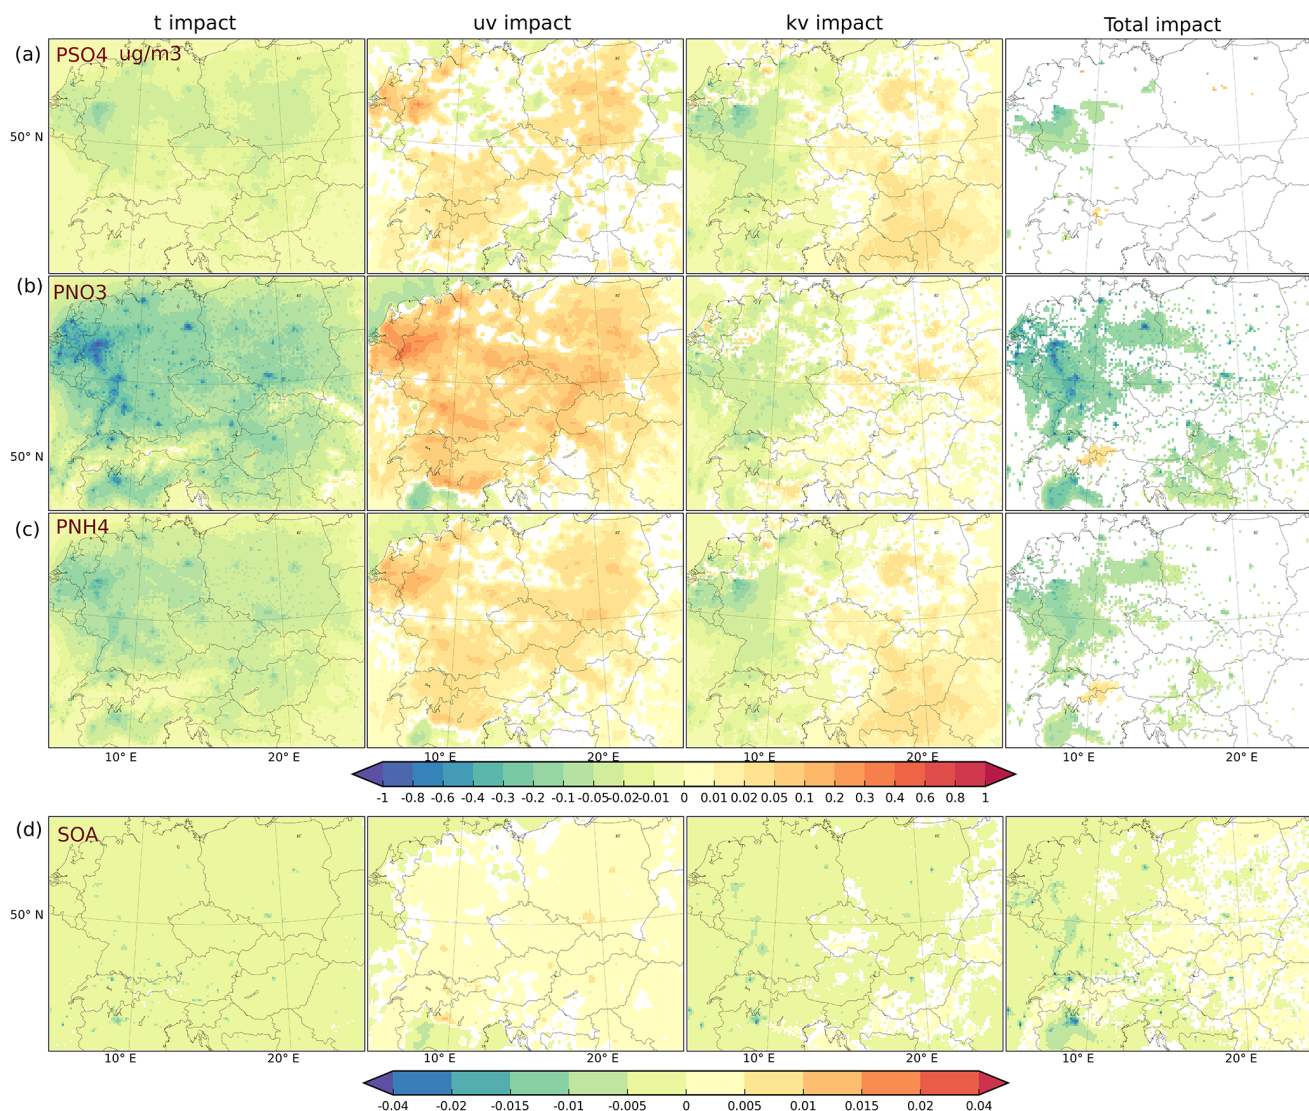 t impact uv impact kv impact Total impact
(a) PSO4 ug/m3
50° N
(b) PNO3
50° N
(c) PNH4
10° E 20° E 10° E 20° E 10° E 20° E 10° E 20° E
-1 -0.8 -0.6 -0.4 -0.3 -0.2 -0.1 -0.05 -0.02 -0.01 0 0.01 0.02 0.05 0.1 0.2 0.3 0.4 0.6 0.8 1
(d) SOA
50° N
10° E 20° E 10° E 20° E 10° E 20° E 10° E 20° E
-0.04 -0.02 -0.015 -0.01 -0.005 0 0.005 0.01 0.015 0.02 0.04